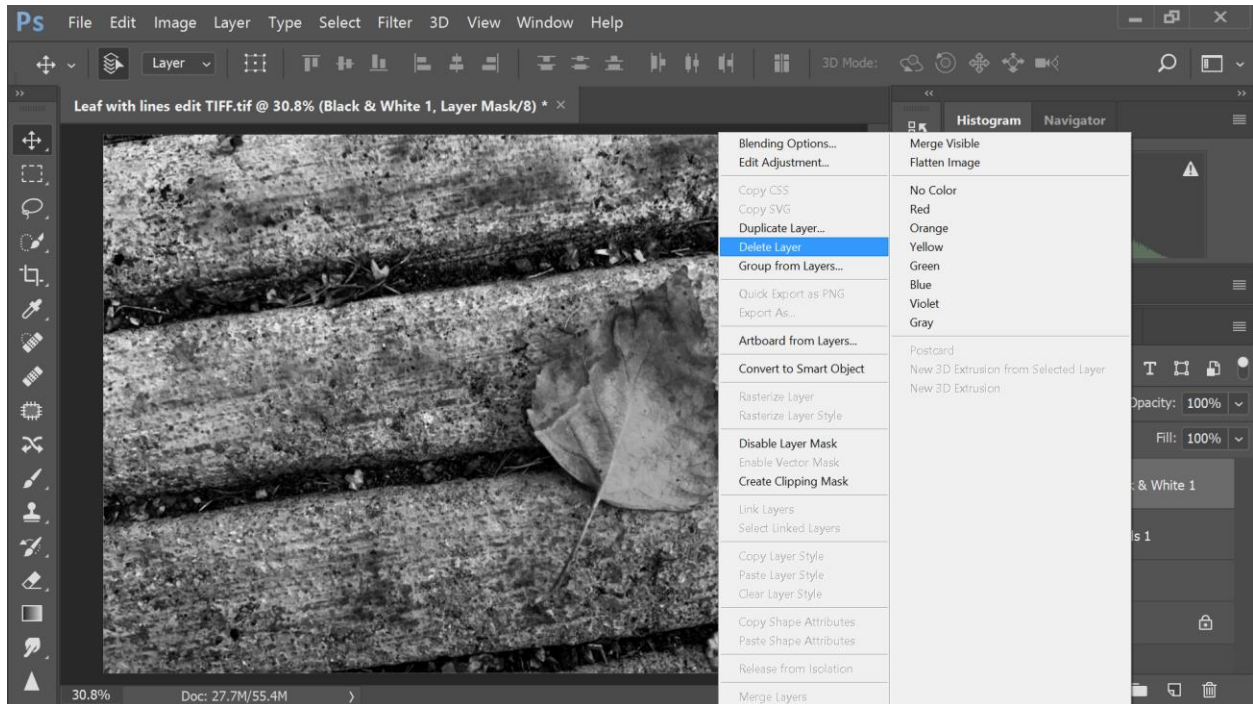 Ps File Edit Image Layer Type Select Filter 3D View Window Help
Layer 3D Mode:
Leaf with lines edit TIFF.tif @ 30.8% (Black & White 1, Layer Mask/8) * ×
Histogram Navigator
Blending Options...
Edit Adjustment...
Copy CSS
Copy SVG
Duplicate Layer...
Delete Layer
Group from Layers...
Quick Export as PNG
Export As...
Artboard from Layers...
Convert to Smart Object
Rasterize Layer
Rasterize Layer Style
Disable Layer Mask
Enable Vector Mask
Create Clipping Mask
Link Layers
Select Linked Layers
Copy Layer Style
Paste Layer Style
Clear Layer Style
Copy Shape Attributes
Paste Shape Attributes
Release from Isolation
Merge Layers
Merge Visible
Flatten Image
No Color
Red
Orange
Yellow
Green
Blue
Violet
Gray
Postcard
New 3D Extrusion from Selected Layer
New 3D Extrusion
T
Opacity: 100%
Fill: 100%
& White 1
ls 1
30.8% Doc: 27.7M/55.4M